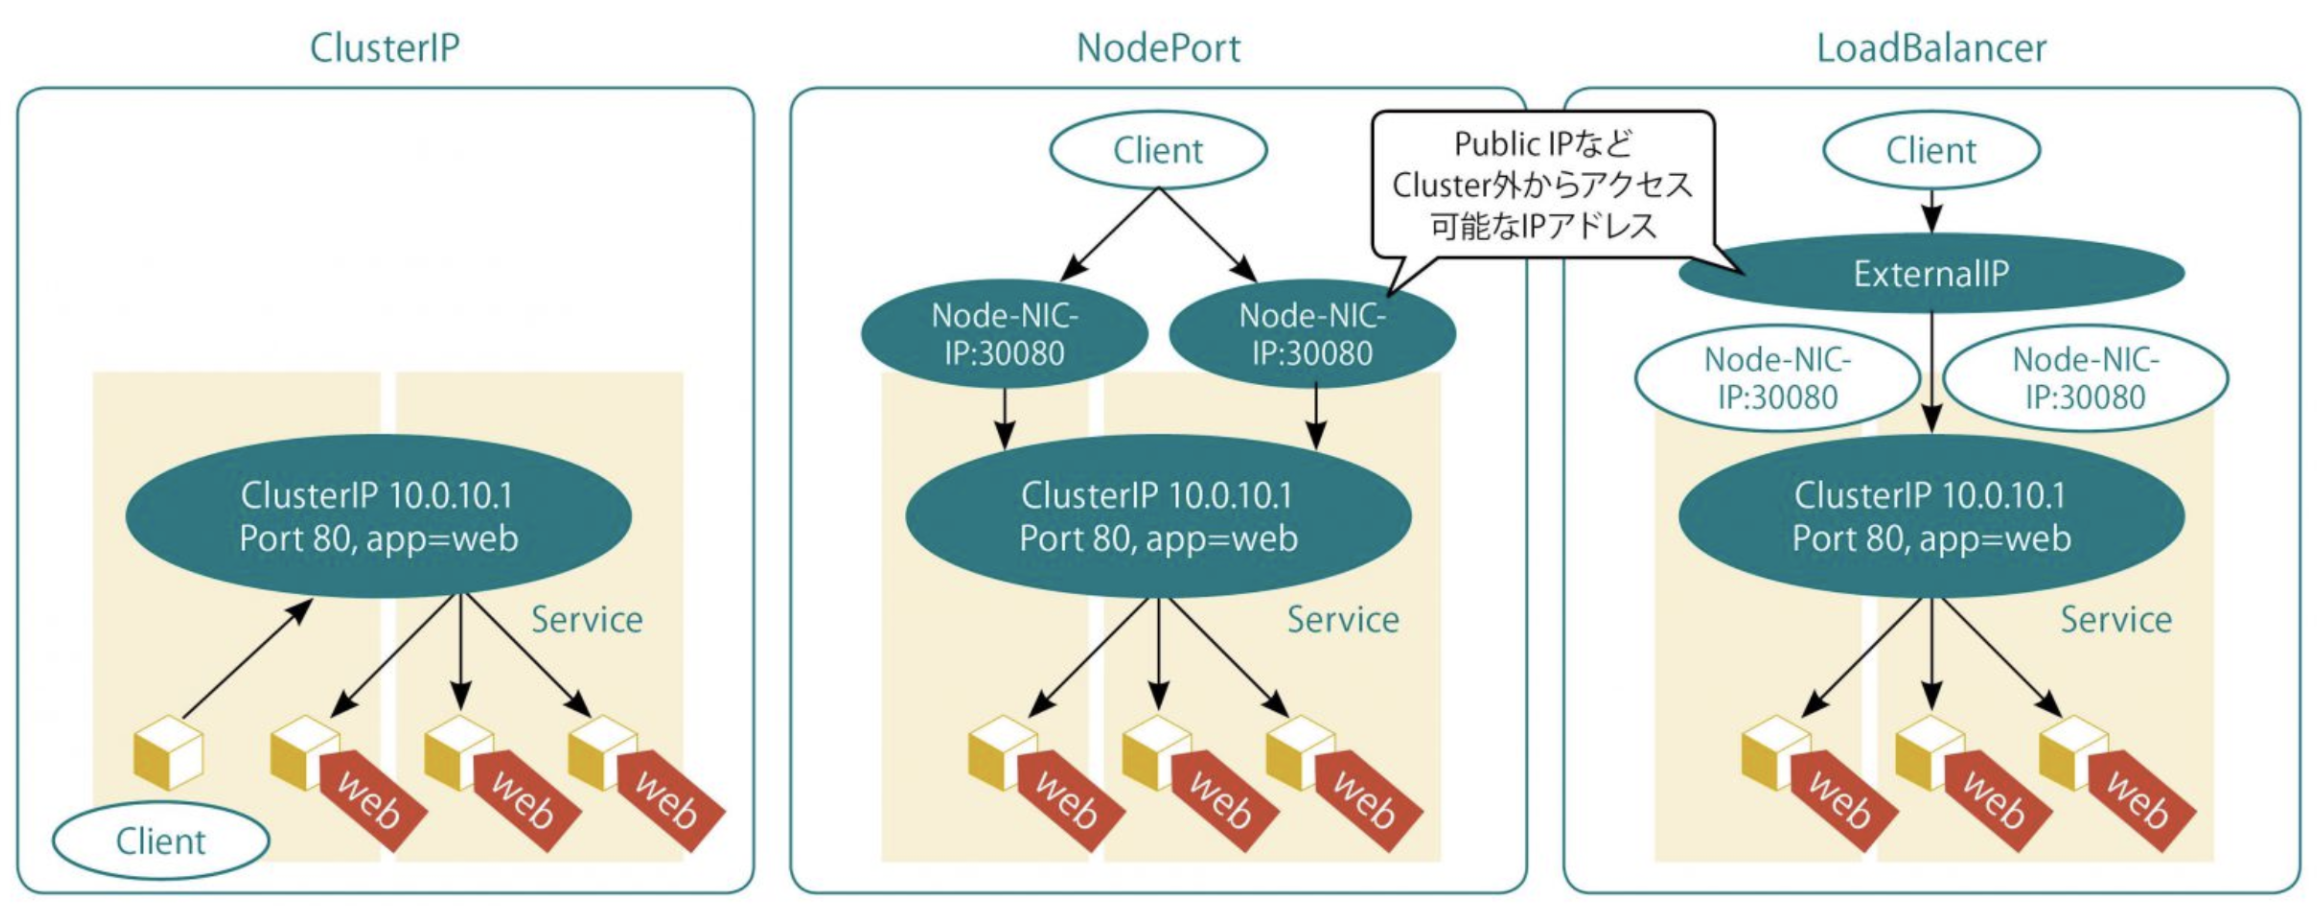 ClusterIP
ClusterIP 10.0.10.1
Port 80, app=web
Service
web
web
web
Client
NodePort
Client
Public IPなど
Cluster外からアクセス
可能なIPアドレス
Node-NIC-
IP:30080
Node-NIC-
IP:30080
ClusterIP 10.0.10.1
Port 80, app=web
Service
web
web
web
LoadBalancer
Client
ExternalIP
Node-NIC-
IP:30080
Node-NIC-
IP:30080
ClusterIP 10.0.10.1
Port 80, app=web
Service
web
web
web